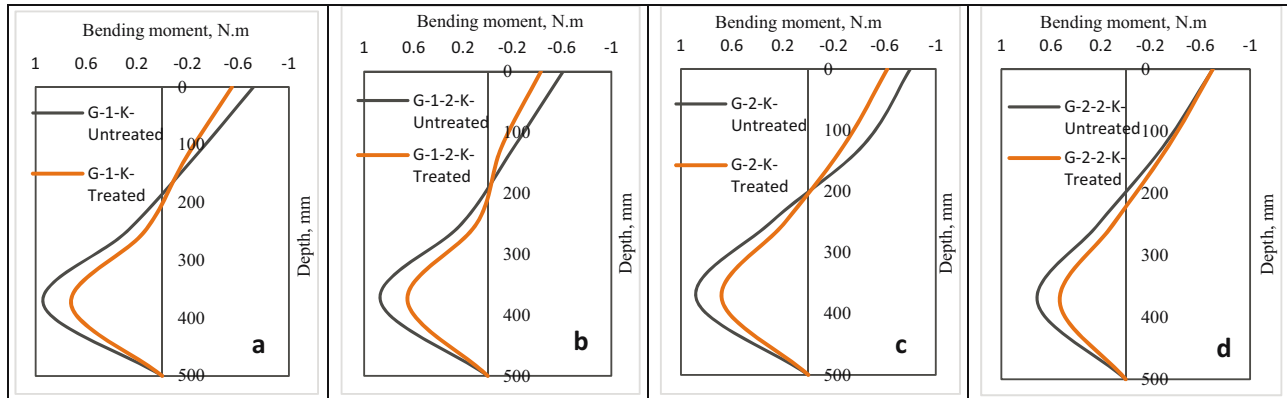 Bending moment, N.m
1 0.6 0.2 -0.2 -0.6 -1
0
G-1-K-
Untreated
100
G-1-K-
Treated
200
300
400
500
Depth, mm
a
Bending moment, N.m
1 0.6 0.2 -0.2 -0.6 -1
0
G-1-2-K-
Untreated
100
G-1-2-K-
Treated
200
300
400
500
Depth, mm
b
Bending moment, N.m
1 0.6 0.2 -0.2 -0.6 -1
0
G-2-K-
Untreated
100
G-2-K-
Treated
200
300
400
500
Depth, mm
c
Bending moment, N.m
1 0.6 0.2 -0.2 -0.6 -1
0
G-2-2-K-
Untreated
100
G-2-2-K-
Treated
200
300
400
500
Depth, mm
d